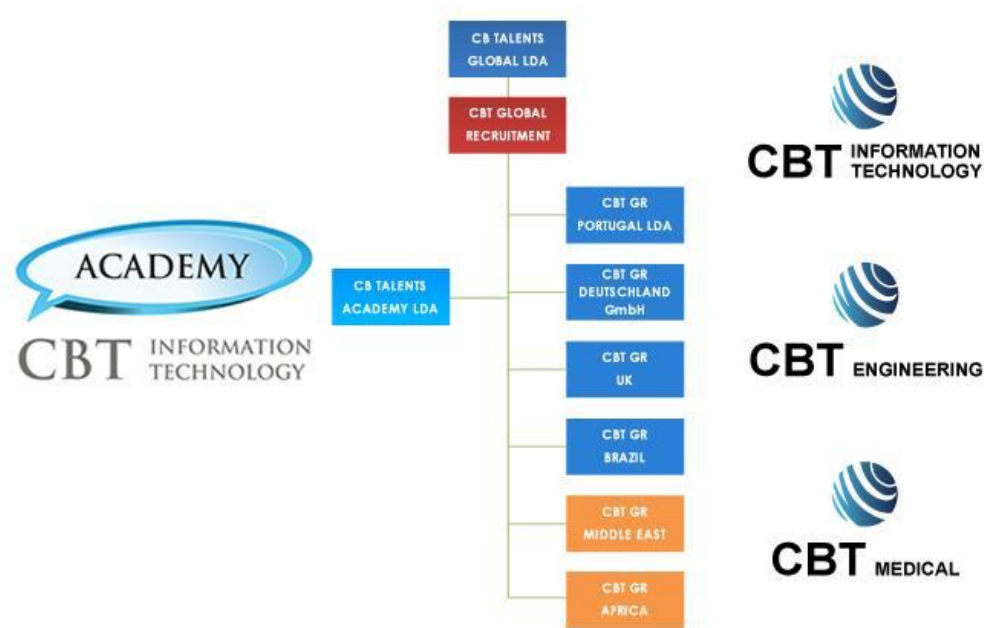 CB TALENTS
GLOBAL LDA
CBT GLOBAL
RECRUITMENT
CBT INFORMATION
TECHNOLOGY
CBT GR
PORTUGAL LDA
ACADEMY
CBT INFORMATION
TECHNOLOGY
CB TALENTS
ACADEMY LDA
CBT GR
DEUTSCHLAND
GmbH
CBT ENGINEERING
CBT GR
UK
CBT GR
BRAZIL
CBT GR
MIDDLE EAST
CBT MEDICAL
CBT GR
AFRICA